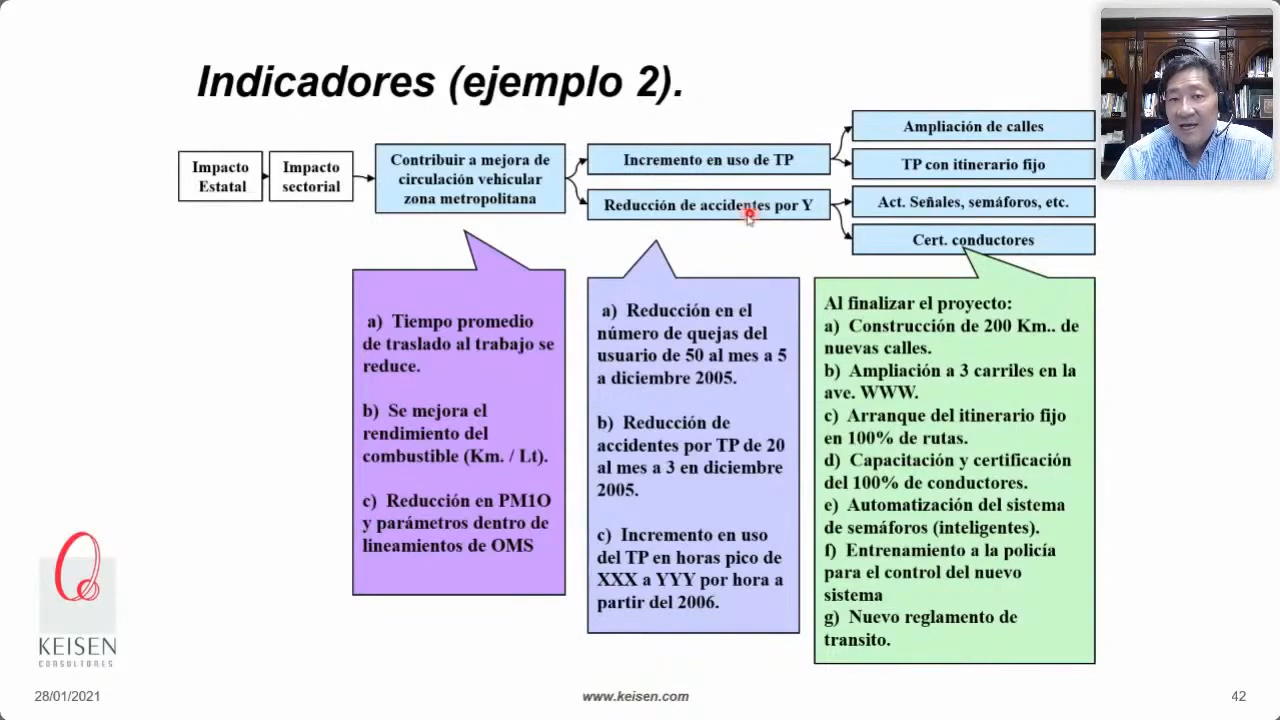 Indicadores (ejemplo 2).
Impacto
Estatal
Impacto
sectorial
Contribuir a mejora de
circulación vehicular
zona metropolitana
Incremento en uso de TP
Reducción de accidentes por Y
Ampliación de calles
TP con itinerario fijo
Act. Señales, semáforos, etc.
Cert. conductores
a) Tiempo promedio
de traslado al trabajo se
reduce.
b) Se mejora el
rendimiento del
combustible (Km. / Lt).
c) Reducción en PM1O
y parámetros dentro de
lineamientos de OMS
a) Reducción en el
número de quejas del
usuario de 50 al mes a 5
a diciembre 2005.
b) Reducción de
accidentes por TP de 20
al mes a 3 en diciembre
2005.
c) Incremento en uso
del TP en horas pico de
XXX a YYY por hora a
partir del 2006.
Al finalizar el proyecto:
a) Construcción de 200 Km.. de
nuevas calles.
b) Ampliación a 3 carriles en la
ave. WWW.
c) Arranque del itinerario fijo
en 100% de rutas.
d) Capacitación y certificación
del 100% de conductores.
e) Automatización del sistema
de semáforos (inteligentes).
f) Entrenamiento a la policía
para el control del nuevo
sistema
g) Nuevo reglamento de
transito.
KEISEN
CONSULTORES
28/01/2021
www.keisen.com
42